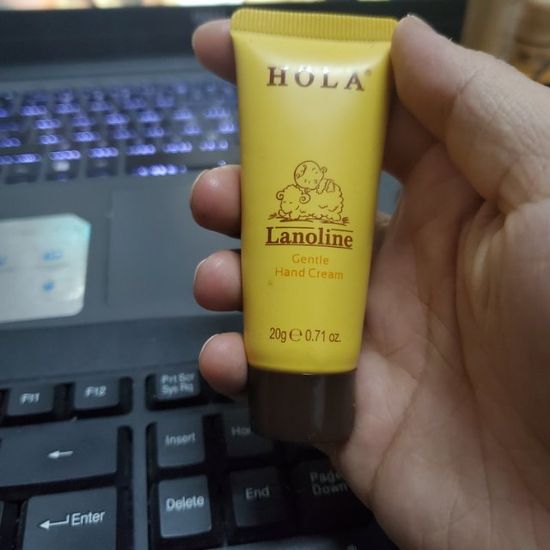 HOLA®
Lanoline
Gentle
Hand Cream
20g ℮ 0.71 oz.
F11
F12
Prt Scr
Sys Rq
Insert
Enter
Delete
End
Page
Down